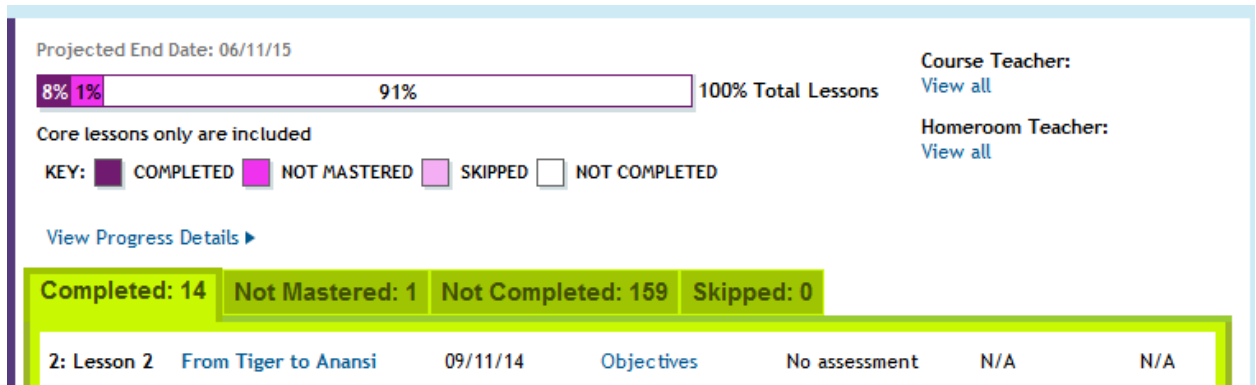 Projected End Date: 06/11/15
8% 1% 91% 100% Total Lessons
Core lessons only are included
KEY: COMPLETED NOT MASTERED SKIPPED NOT COMPLETED
View Progress Details
Course Teacher:
View all
Homeroom Teacher:
View all
Completed: 14 Not Mastered: 1 Not Completed: 159 Skipped: 0
2: Lesson 2 From Tiger to Anansi 09/11/14 Objectives No assessment N/A N/A